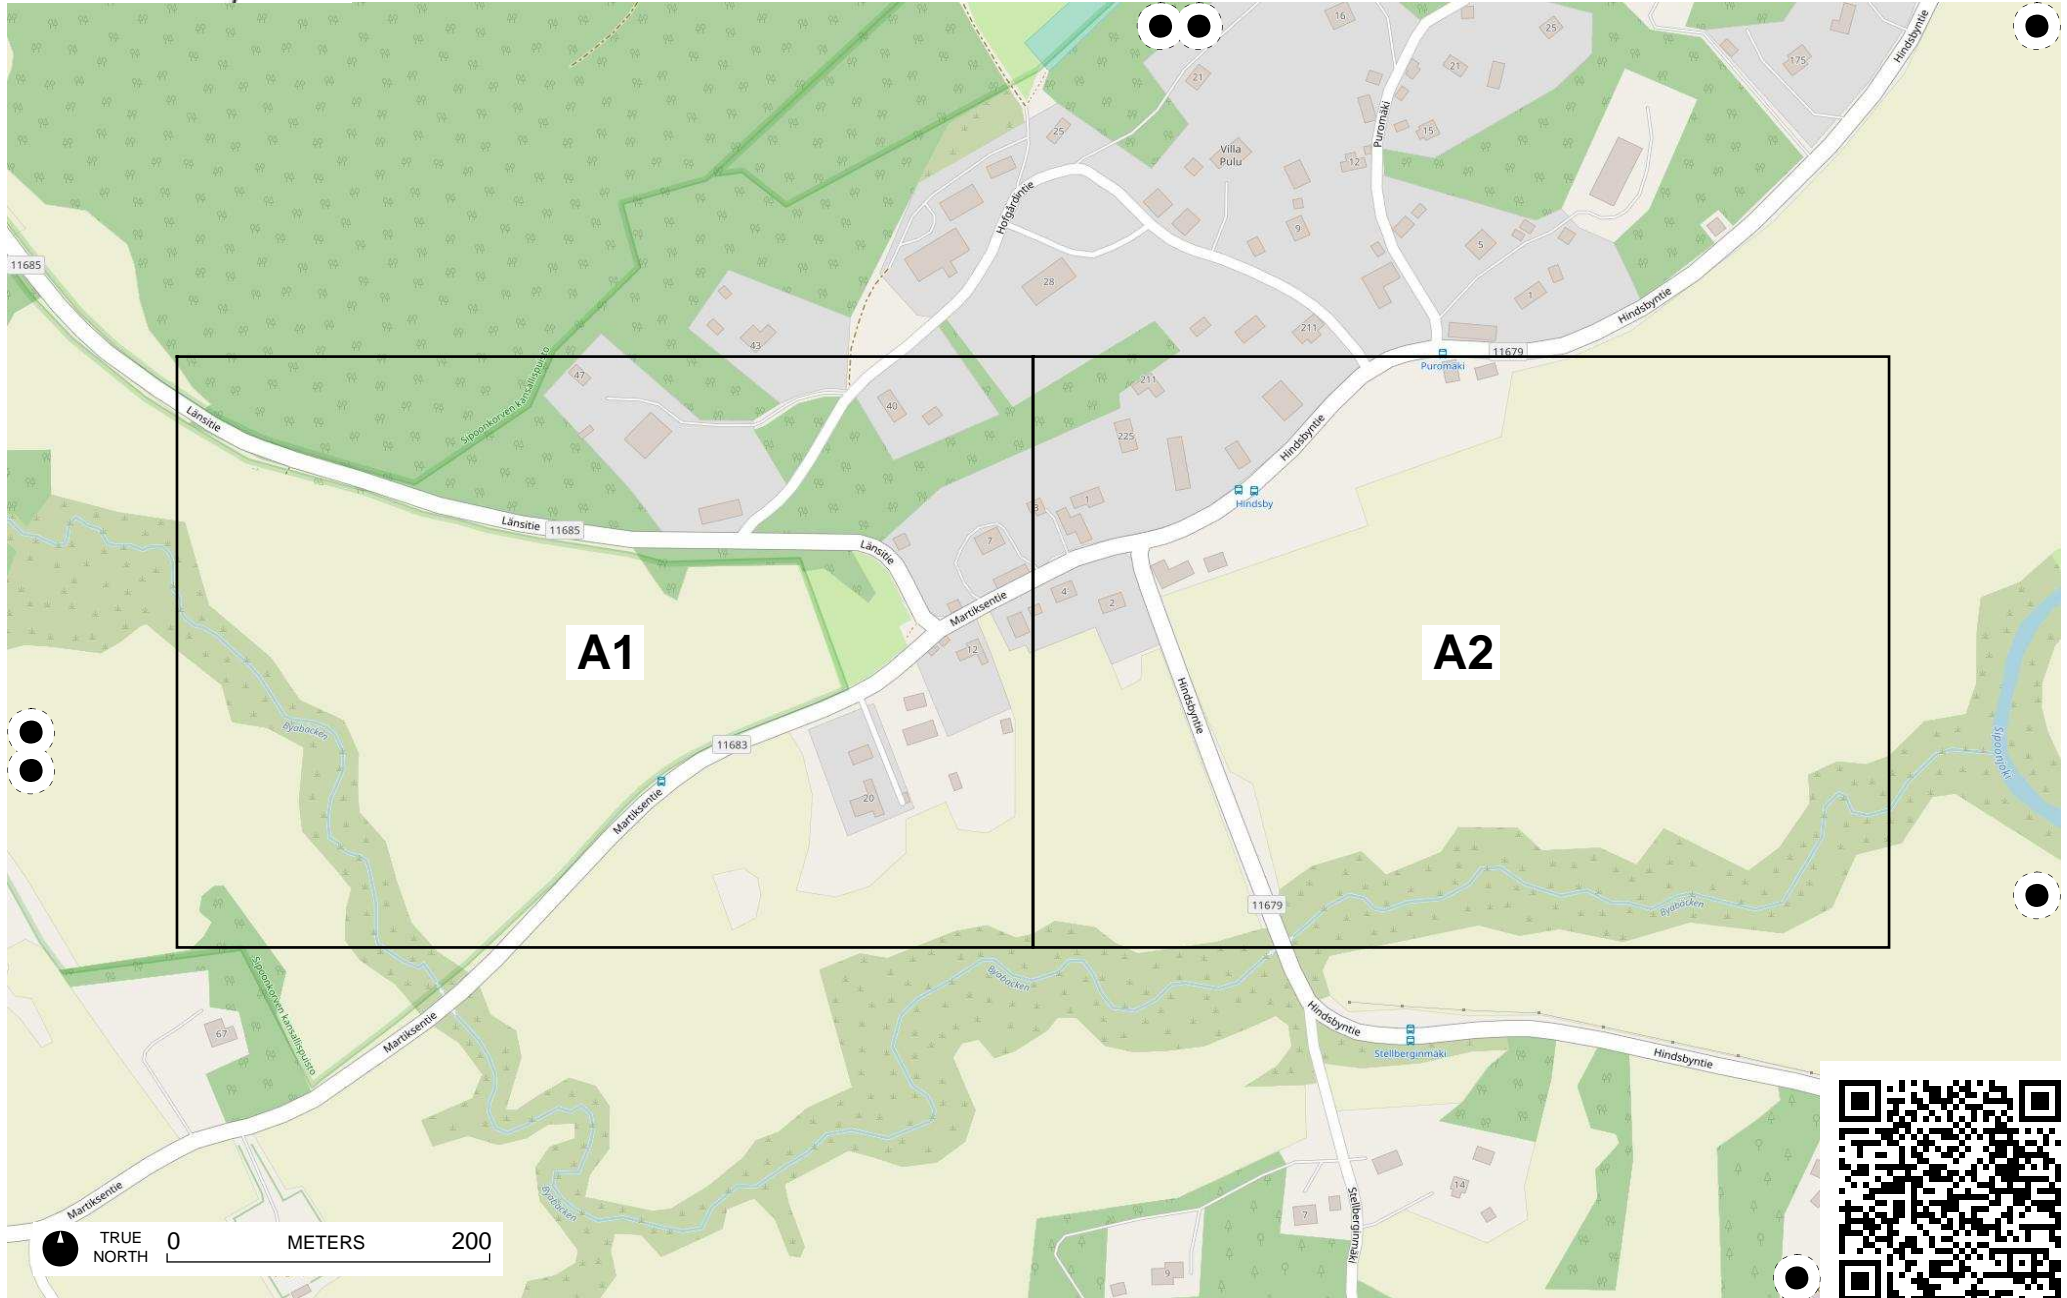 16
25
175
Hindsbyntie
21
21
Puromäki
15
25
Villa
Pulu
12
Hofgårdintie
9
5
11685
28
1
Hindsbyntie
211
43
11679
Puromäki
47
Sipoonkorven kansallispuisto
211
40
Länsitie
225
Hindsbyntie
Hindsby
1
3
Länsitie
11685
7
Länsitie
4
2
Martiksentie
A1
A2
12
Hindsbyntie
Byabäcken
11683
Sipoonjoki
20
Martiksentie
11679
Byabäcken
Byabäcken
Sipoonkorven kansallispuisto
67
Martiksentie
Hindsbyntie
Stellberginmäki
Hindsbyntie
Martiksentie
Byabäcken
14
7
Stellberginmäki
9
TRUE
NORTH
0
METERS
200